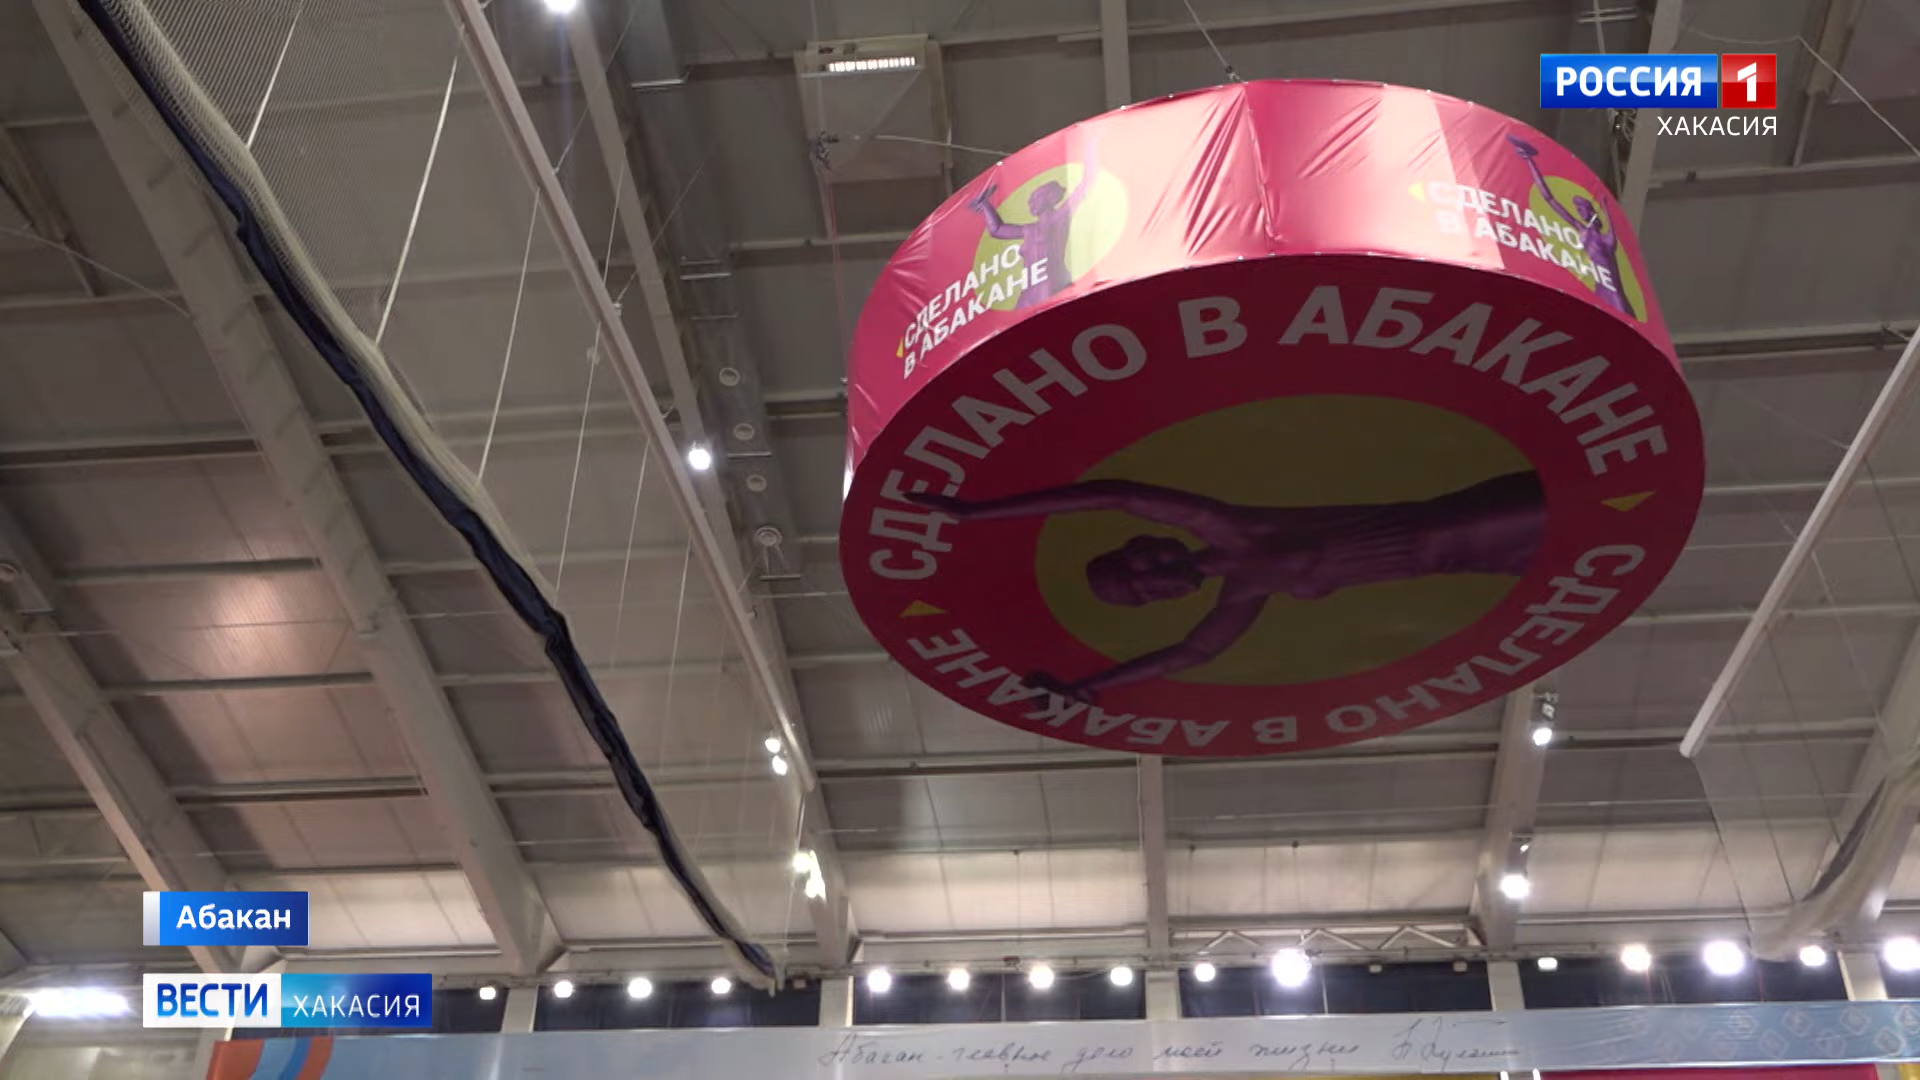 РОССИЯ 1
ХАКАСИЯ
СДЕЛАНО
В АБАКАНЕ
СДЕЛАНО
В АБАКАНЕ
СДЕЛАНО В АБАКАНЕ
СДЕЛАНО В АБАКАНЕ
Абакан
ВЕСТИ ХАКАСИЯ
Абакан - главное дело моей жизни